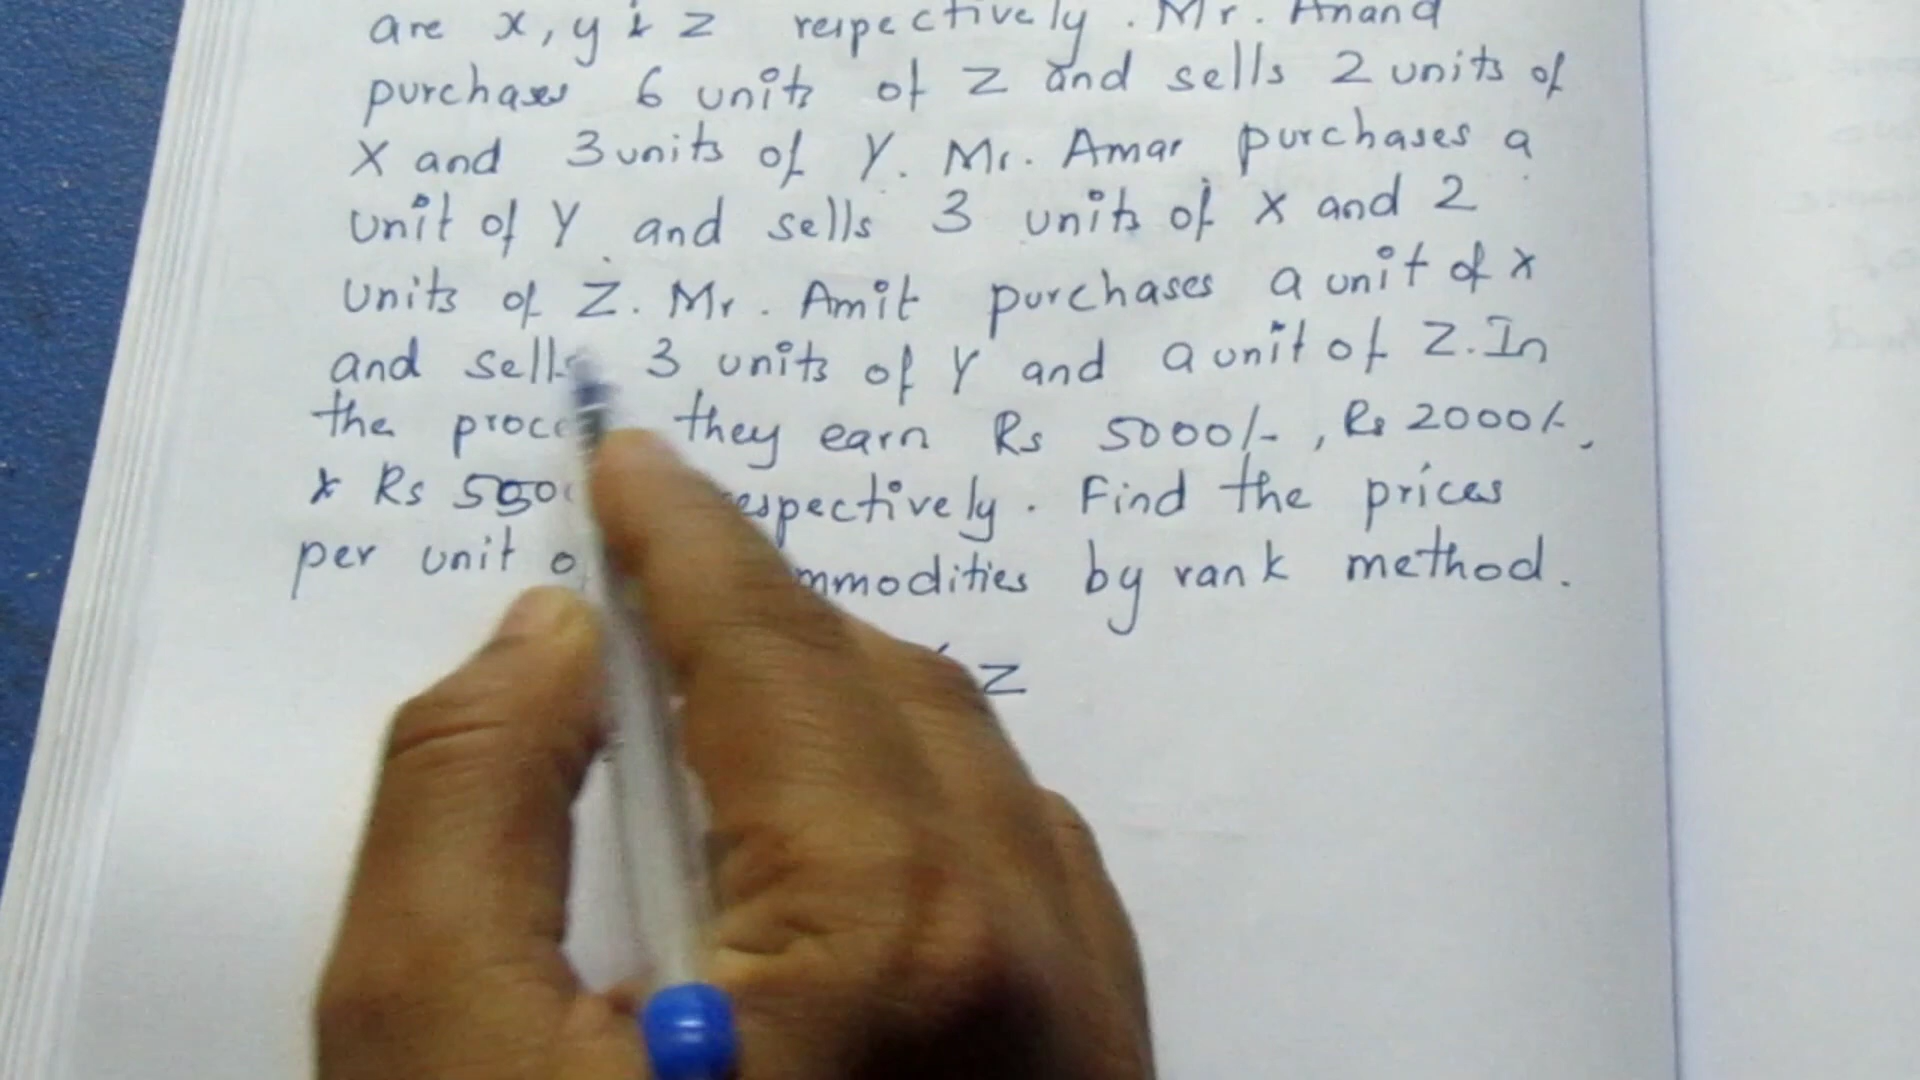 are x, y & z respectively. Mr. Anand
purchases 6 units of Z and sells 2 units of
X and 3 units of Y. Mr. Amar purchases a
unit of Y and sells 3 units of X and 2
units of Z. Mr. Amit purchases a unit of X
and sells 3 units of Y and a unit of Z. In
the they earn Rs 5000/-, Rs 2000/-,
& Rs respectively. Find the prices
per unit by rank method.
Z